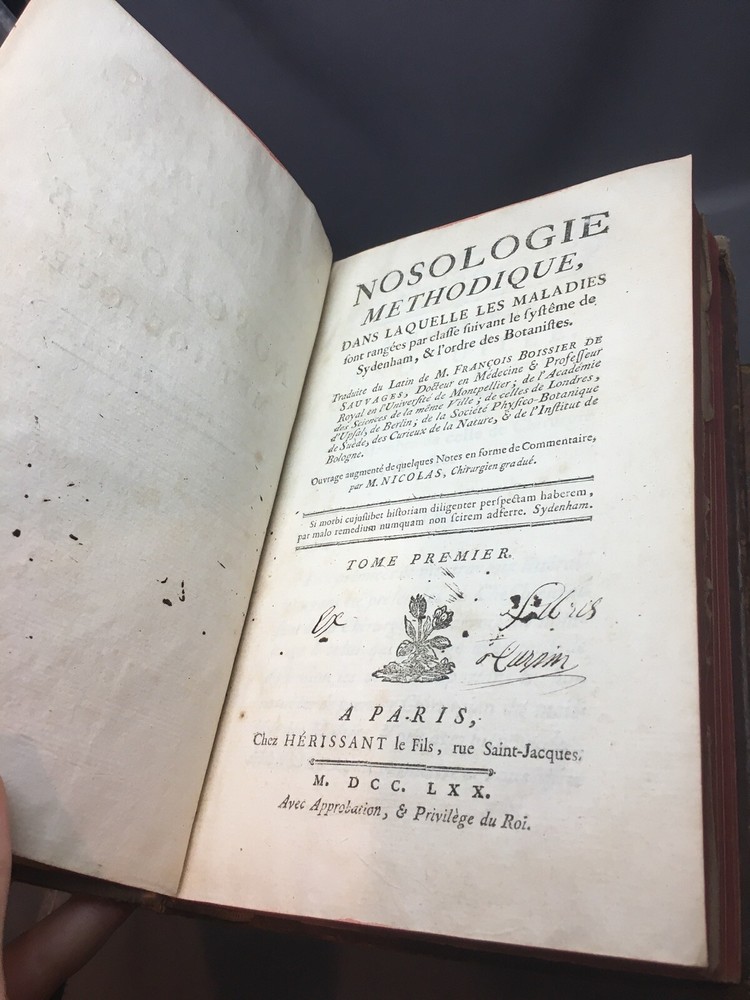 NOSOLOGIE
METHODIQUE,
DANS LAQUELLE LES MALADIES
ſont rangées par claſſe ſuivant le ſyſtême de
Sydenham, & l'ordre des Botaniſtes.
Traduite du Latin de M. FRANÇOIS BOISSIER DE
SAUVAGES, Docteur en Médecine & Profeſſeur
Royal en l'Univerſité de Montpellier; de l'Académie
des Sciences de la même Ville; de celles de Londres,
d'Upſal, de Berlin; de la Société Phyſico-Botanique
de Suède, des Curieux de la Nature, & de l'Inſtitut de
Bologne.
Ouvrage augmenté de quelques Notes en forme de Commentaire,
par M. NICOLAS, Chirurgien gradué.
Si morbi cujuſlibet hiſtoriam diligenter perſpectam haberem,
par malo remedium numquam non ſcirem adferre. Sydenham.
TOME PREMIER.
Ex Libris
A PARIS,
Chez HÉRISSANT le Fils, rue Saint-Jacques.
M. DCC. LXX.
Avec Approbation, & Privilège du Roi.